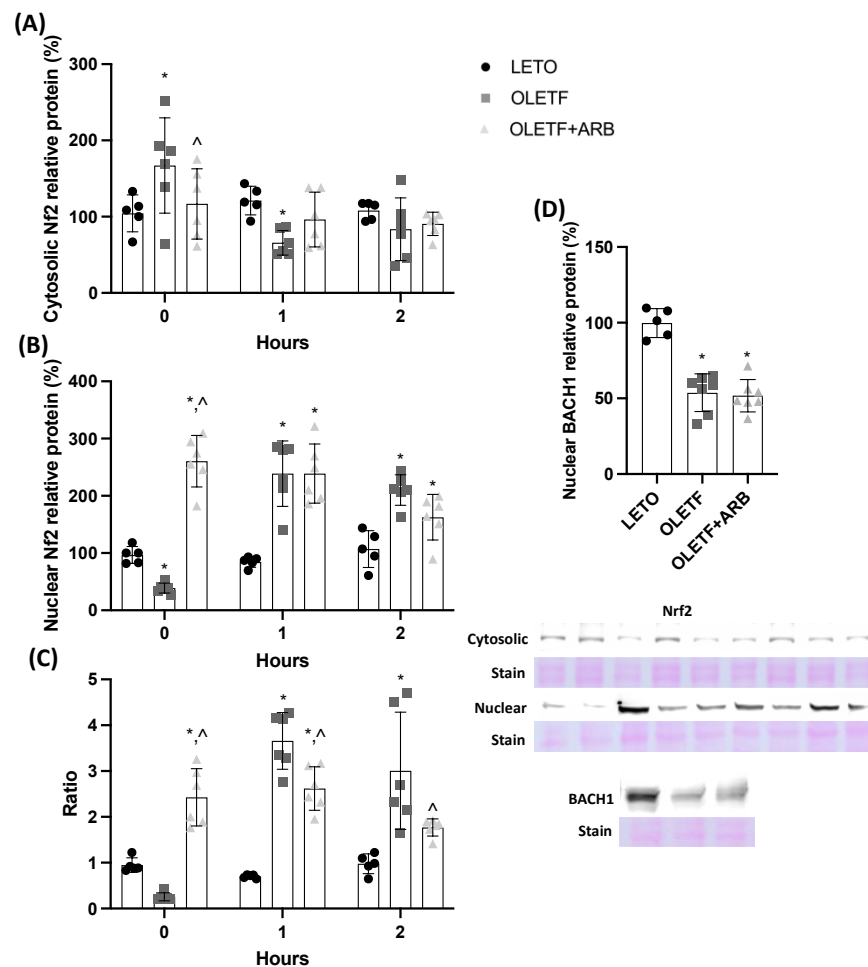 (A)
Cytosolic Nf2 relative protein (%)
300
200
100
0
*
^
*
0
1
2
Hours
LETO
OLETF
OLETF+ARB
(B)
Nuclear Nf2 relative protein (%)
400
300
200
100
0
*,^
*
*
*
*
*
0
1
2
Hours
(C)
Ratio
5
4
3
2
1
0
*,^
*
*,^
*
^
0
1
2
Hours
(D)
Nuclear BACH1 relative protein (%)
150
100
50
0
*
*
LETO
OLETF
OLETF+ARB
Nrf2
Cytosolic
Stain
Nuclear
Stain
BACH1
Stain